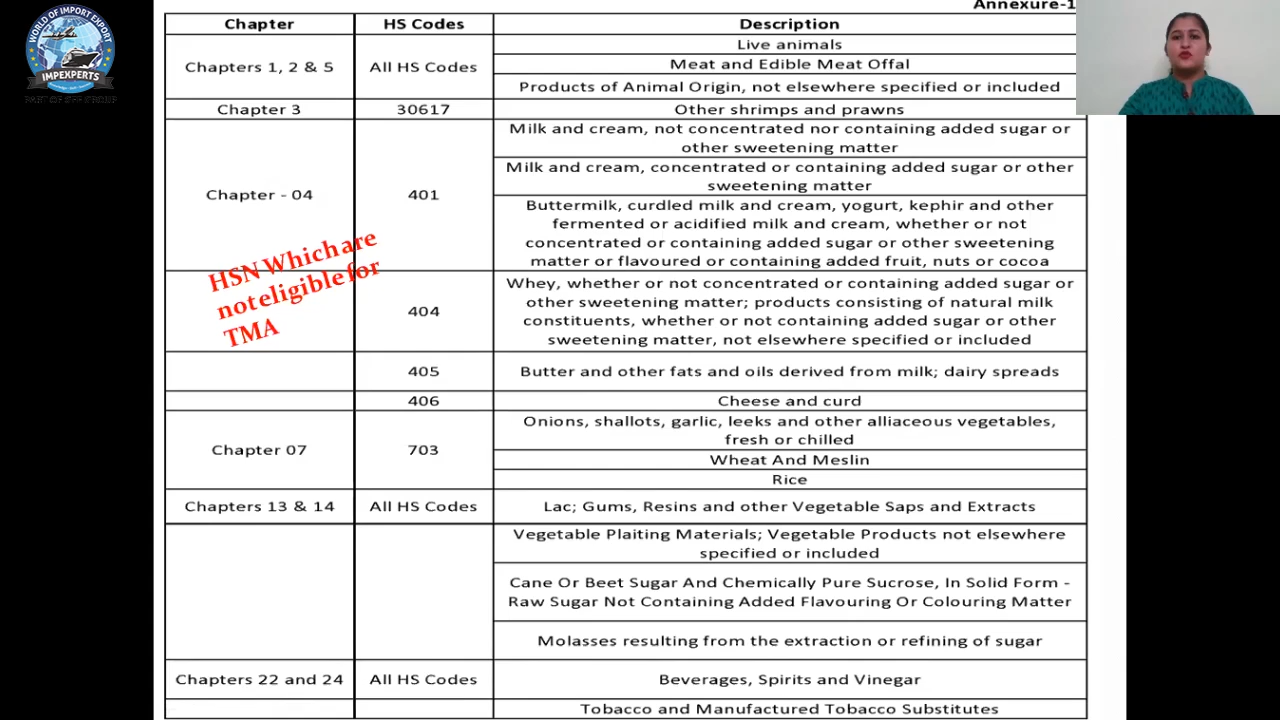 WORLD OF IMPORT EXPORT
IMPEXPERTS
Annexure-1
Chapter HS Codes Description
Chapters 1, 2 & 5 All HS Codes Live animals
Meat and Edible Meat Offal
Products of Animal Origin, not elsewhere specified or included
Chapter 3 30617 Other shrimps and prawns
Chapter - 04 401 Milk and cream, not concentrated nor containing added sugar or
other sweetening matter
Milk and cream, concentrated or containing added sugar or other
sweetening matter
Buttermilk, curdled milk and cream, yogurt, kephir and other
fermented or acidified milk and cream, whether or not
concentrated or containing added sugar or other sweetening
matter or flavoured or containing added fruit, nuts or cocoa
HSN Which are
not eligible for
TMA
404 Whey, whether or not concentrated or containing added sugar or
other sweetening matter; products consisting of natural milk
constituents, whether or not containing added sugar or other
sweetening matter, not elsewhere specified or included
405 Butter and other fats and oils derived from milk; dairy spreads
406 Cheese and curd
Chapter 07 703 Onions, shallots, garlic, leeks and other alliaceous vegetables,
fresh or chilled
Wheat And Meslin
Rice
Chapters 13 & 14 All HS Codes Lac; Gums, Resins and other Vegetable Saps and Extracts
Vegetable Plaiting Materials; Vegetable Products not elsewhere
specified or included
Cane Or Beet Sugar And Chemically Pure Sucrose, In Solid Form -
Raw Sugar Not Containing Added Flavouring Or Colouring Matter
Molasses resulting from the extraction or refining of sugar
Chapters 22 and 24 All HS Codes Beverages, Spirits and Vinegar
Tobacco and Manufactured Tobacco Substitutes